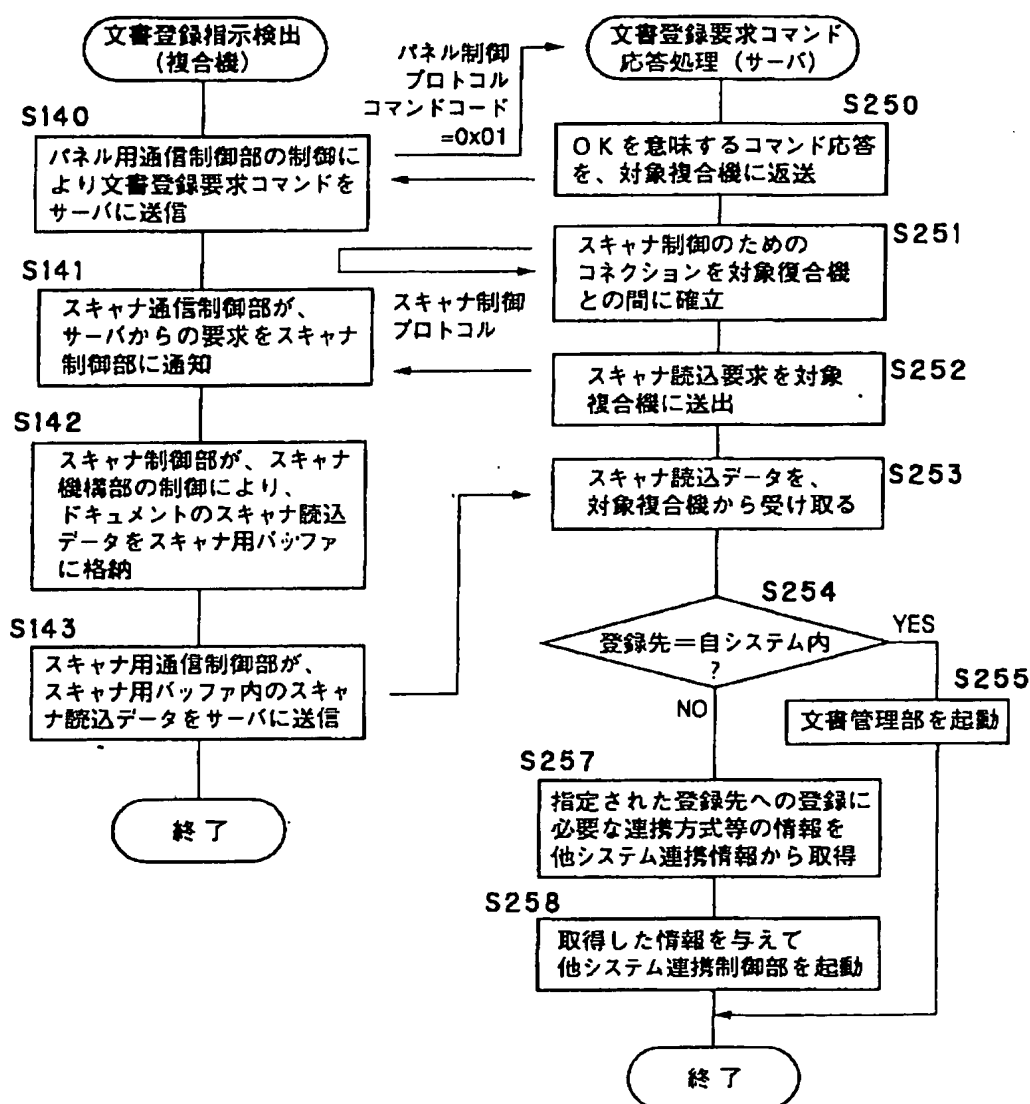 文書登録指示検出
(複合機)
S140
パネル用通信制御部の制御に
より文書登録要求コマンドを
サーバに送信
S141
スキャナ通信制御部が、
サーバからの要求をスキャナ
制御部に通知
S142
スキャナ制御部が、スキャナ
機構部の制御により、
ドキュメントのスキャナ読込
データをスキャナ用バッファ
に格納
S143
スキャナ用通信制御部が、
スキャナ用バッファ内のスキャ
ナ読込データをサーバに送信
終了
パネル制御
プロトコル
コマンドコード
=0x01
スキャナ制御
プロトコル
文書登録要求コマンド
応答処理(サーバ)
S250
OKを意味するコマンド応答
を、対象複合機に返送
S251
スキャナ制御のための
コネクションを対象復合機
との間に確立
S252
スキャナ読込要求を対象
複合機に送出
S253
スキャナ読込データを、
対象複合機から受け取る
S254
登録先=自システム内
?
YES
NO
S255
文書管理部を起動
S257
指定された登録先への登録に
必要な連携方式等の情報を
他システム連携情報から取得
S258
取得した情報を与えて
他システム連携制御部を起動
終了